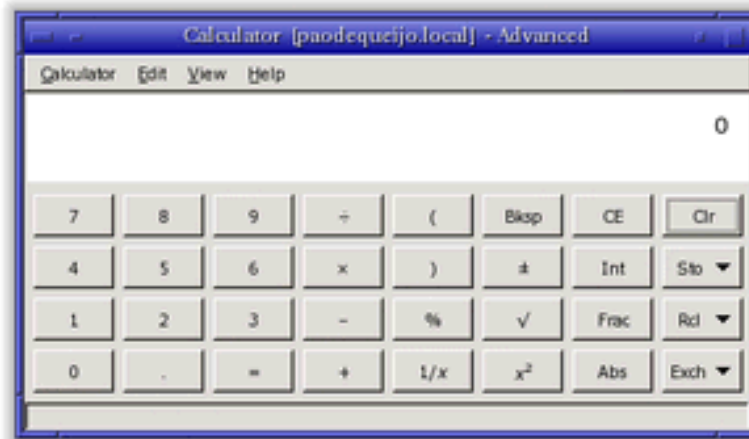 Calculator [paodequeijo.local] - Advanced
Calculator Edit View Help
0
7 8 9 ÷ ( Bksp CE Clr
4 5 6 × ) ± Int Sto
1 2 3 − % √ Frac Rcl
0 . = + 1/x x² Abs Exch